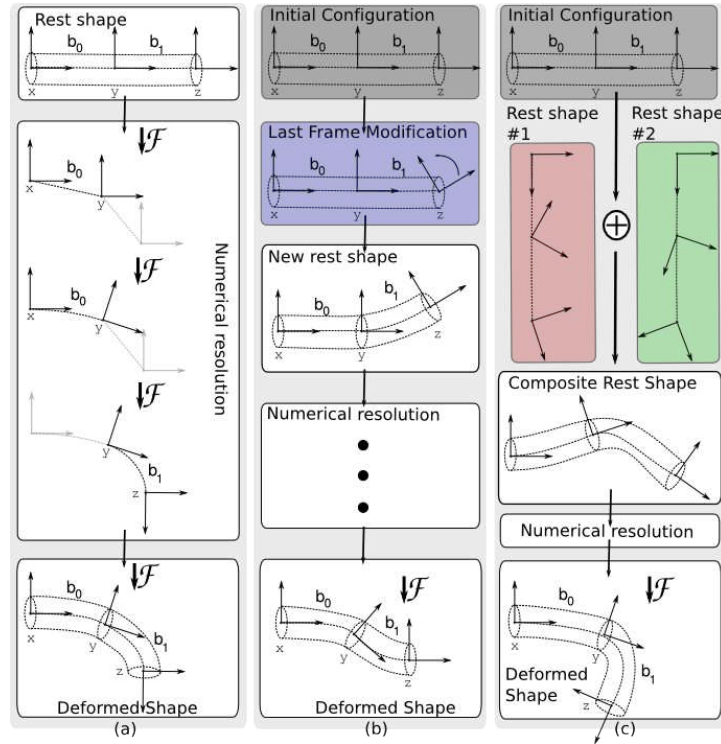 Rest shape
b0 b1
x y z
↓F
x
b0
y
↓F
b0
x
y
↓F
y
b1
z
Numerical resolution
↓F
b0
x
y
b1
z
Deformed Shape
(a)
Initial Configuration
b0 b1
x y z
Last Frame Modification
b0 b1
x y z
New rest shape
b0 b1
x y z
Numerical resolution
↓F
b0
b1
x
y
z
Deformed Shape
(b)
Initial Configuration
b0 b1
x y z
Rest shape
#1
Rest shape
#2
Composite Rest Shape
Numerical resolution
↓F
b0
x
y
b1
Deformed
Shape
z
(c)